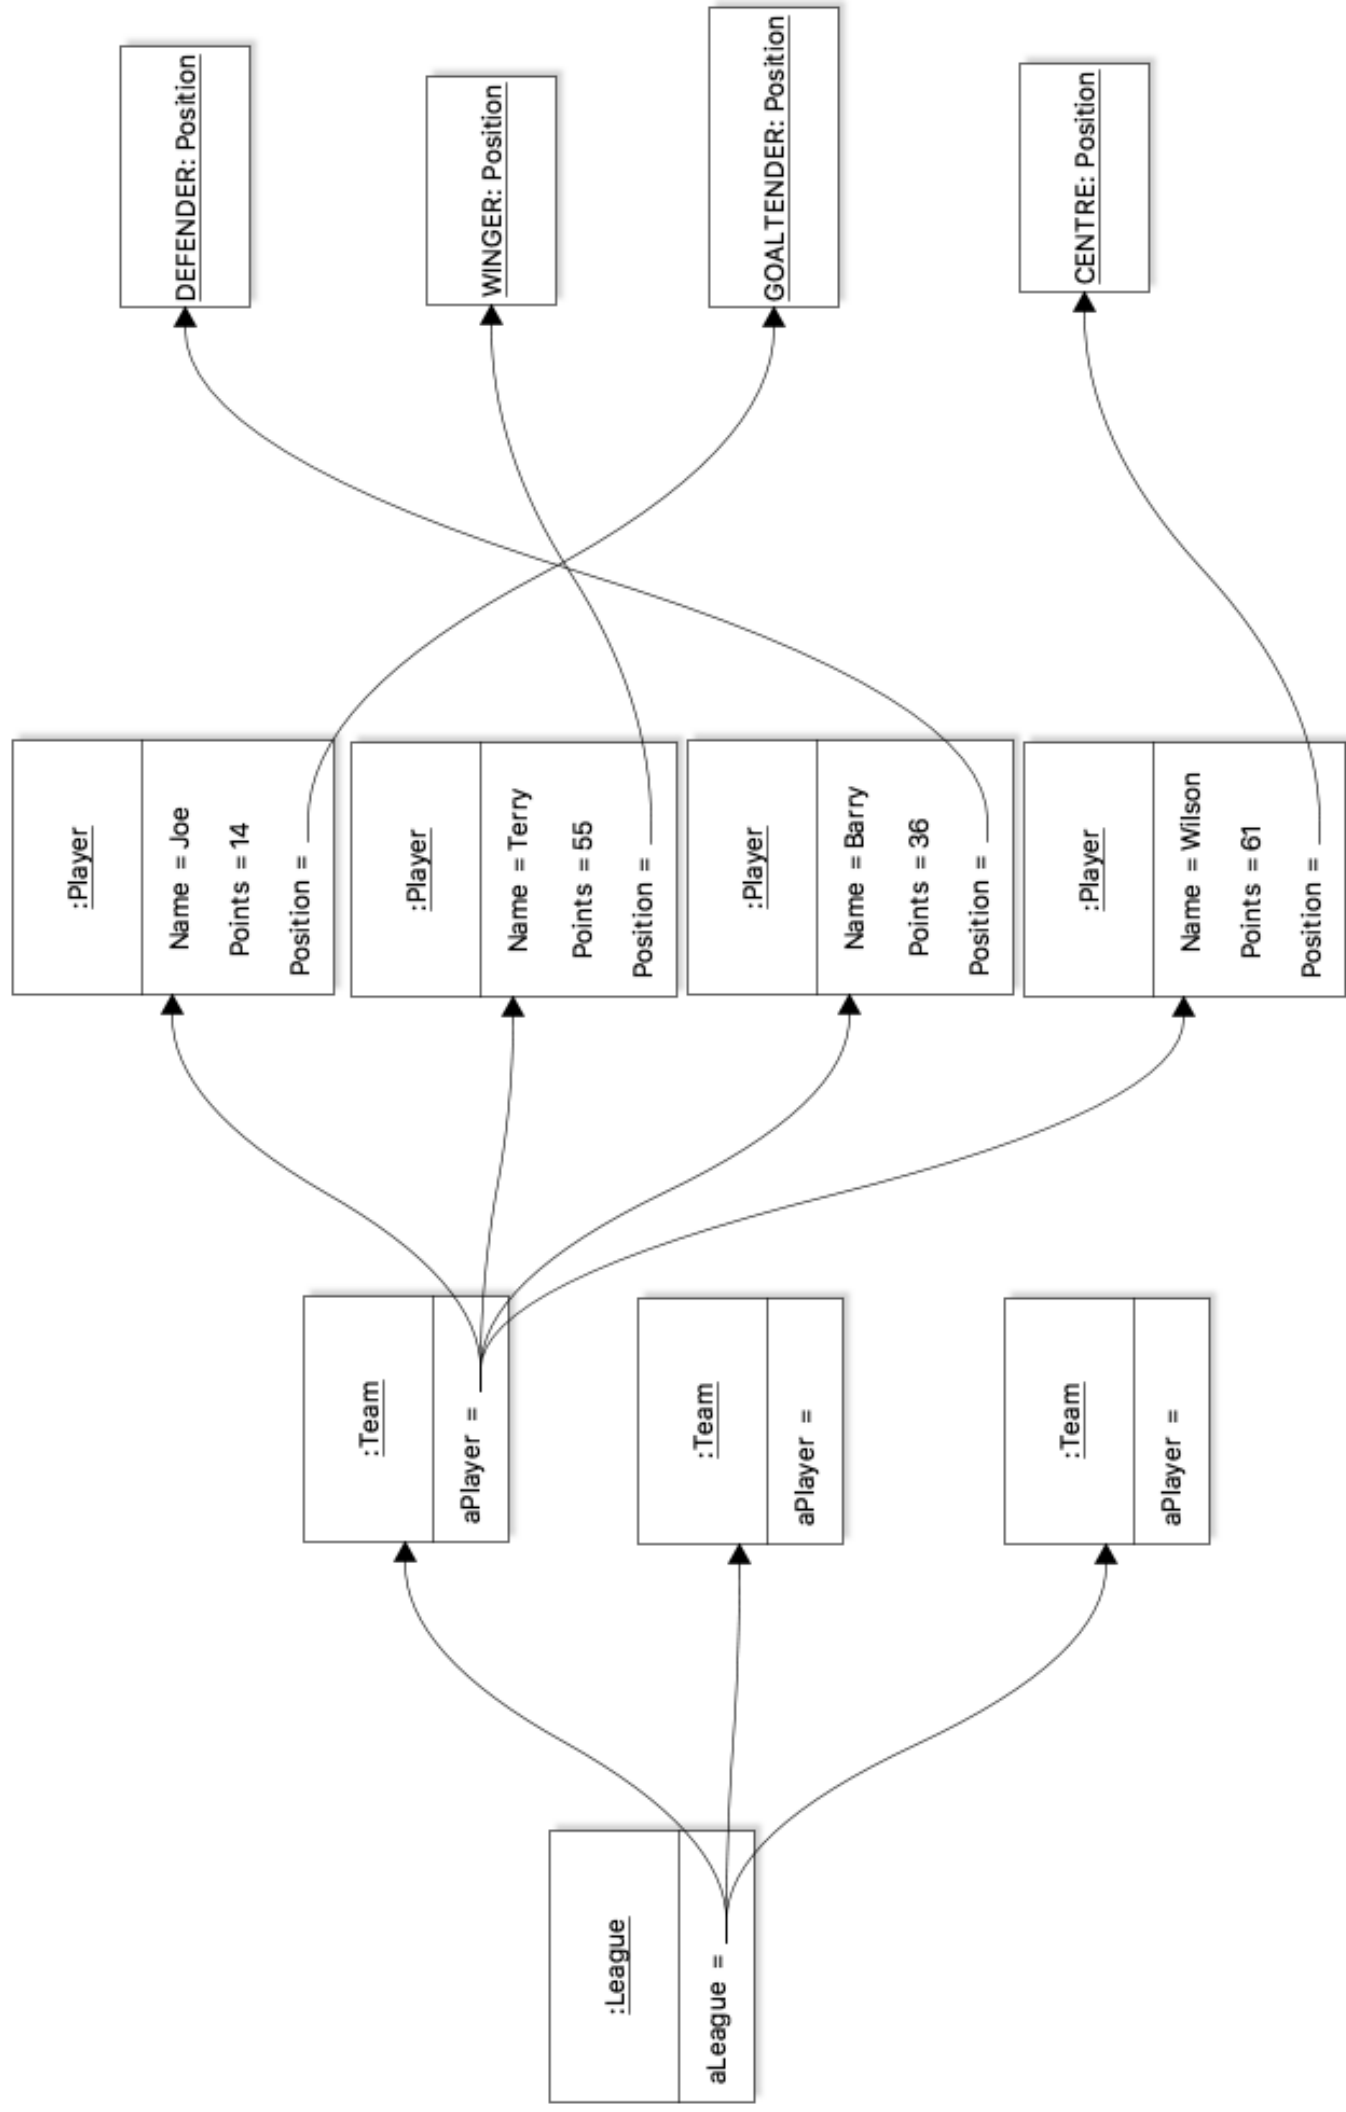 :League
aLeague =
:Team
aPlayer =
:Team
aPlayer =
:Team
aPlayer =
:Player
Name = Joe
Points = 14
Position =
:Player
Name = Terry
Points = 55
Position =
:Player
Name = Barry
Points = 36
Position =
:Player
Name = Wilson
Points = 61
Position =
DEFENDER: Position
WINGER: Position
GOALTENDER: Position
CENTRE: Position